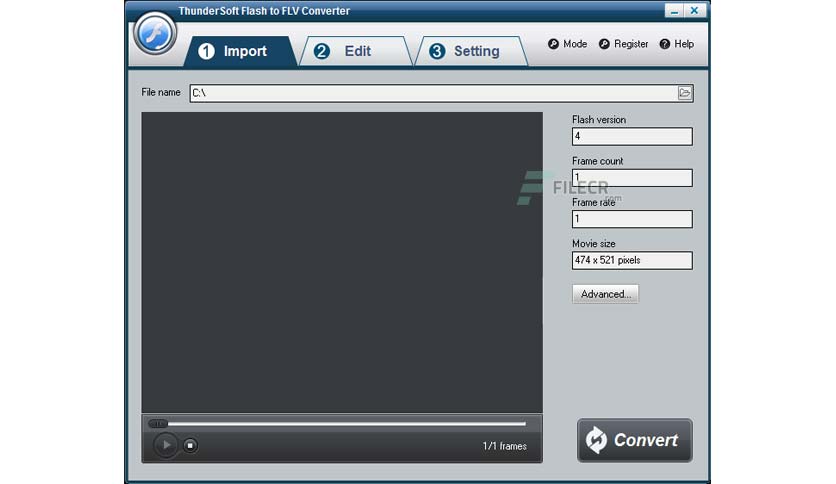 ThunderSoft Flash to FLV Converter
1 Import
2 Edit
3 Setting
Mode
Register
? Help
File name
C:\
Flash version
4
Frame count
1
FILECR
.com
Frame rate
1
Movie size
474 x 521 pixels
Advanced...
1/1 frames
Convert